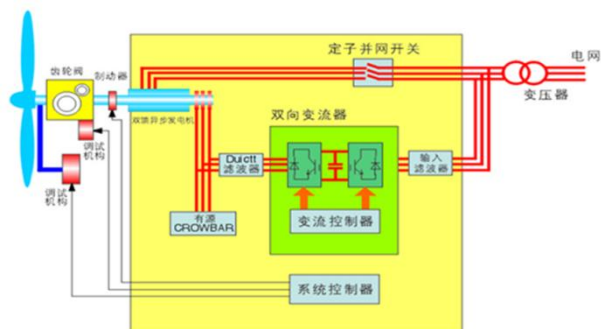 定子并网开关
电网
齿轮阀
制动器
变压器
双馈异步发电机
双向变流器
调试
机构
Duictt
滤波器
输入
滤波器
调试
机构
有源
CROWBAR
变流控制器
系统控制器